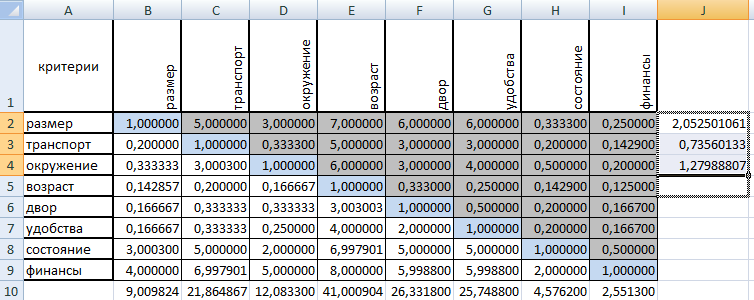 A B C D E F G H I J
1 критерии размер транспорт окружение возраст двор удобства состояние финансы
2 размер 1,000000 5,000000 3,000000 7,000000 6,000000 6,000000 0,333300 0,250000 2,052501061
3 транспорт 0,200000 1,000000 0,333300 5,000000 3,000000 3,000000 0,200000 0,142900 0,73560133
4 окружение 0,333333 3,000300 1,000000 6,000000 3,000000 4,000000 0,500000 0,200000 1,27988807
5 возраст 0,142857 0,200000 0,166667 1,000000 0,333000 0,250000 0,142900 0,125000
6 двор 0,166667 0,333333 0,333333 3,003003 1,000000 0,500000 0,200000 0,166700
7 удобства 0,166667 0,333333 0,250000 4,000000 2,000000 1,000000 0,200000 0,166700
8 состояние 3,000300 5,000000 2,000000 6,997901 5,000000 5,000000 1,000000 0,500000
9 финансы 4,000000 6,997901 5,000000 8,000000 5,998800 5,998800 2,000000 1,000000
10 9,009824 21,864867 12,083300 41,000904 26,331800 25,748800 4,576200 2,551300